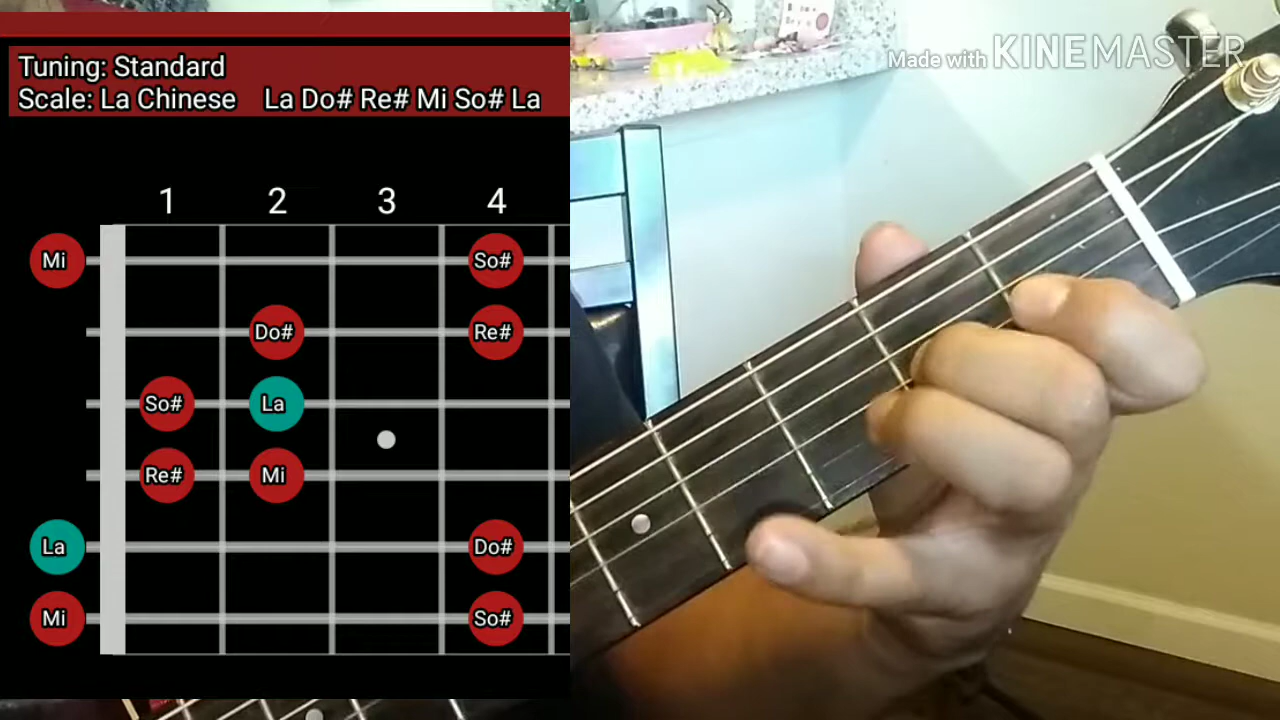 Made with KINEMASTER
Tuning: Standard
Scale: La Chinese La Do# Re# Mi So# La
1 2 3 4
Mi So#
Do# Re#
So# La
Re# Mi
La Do#
Mi So#